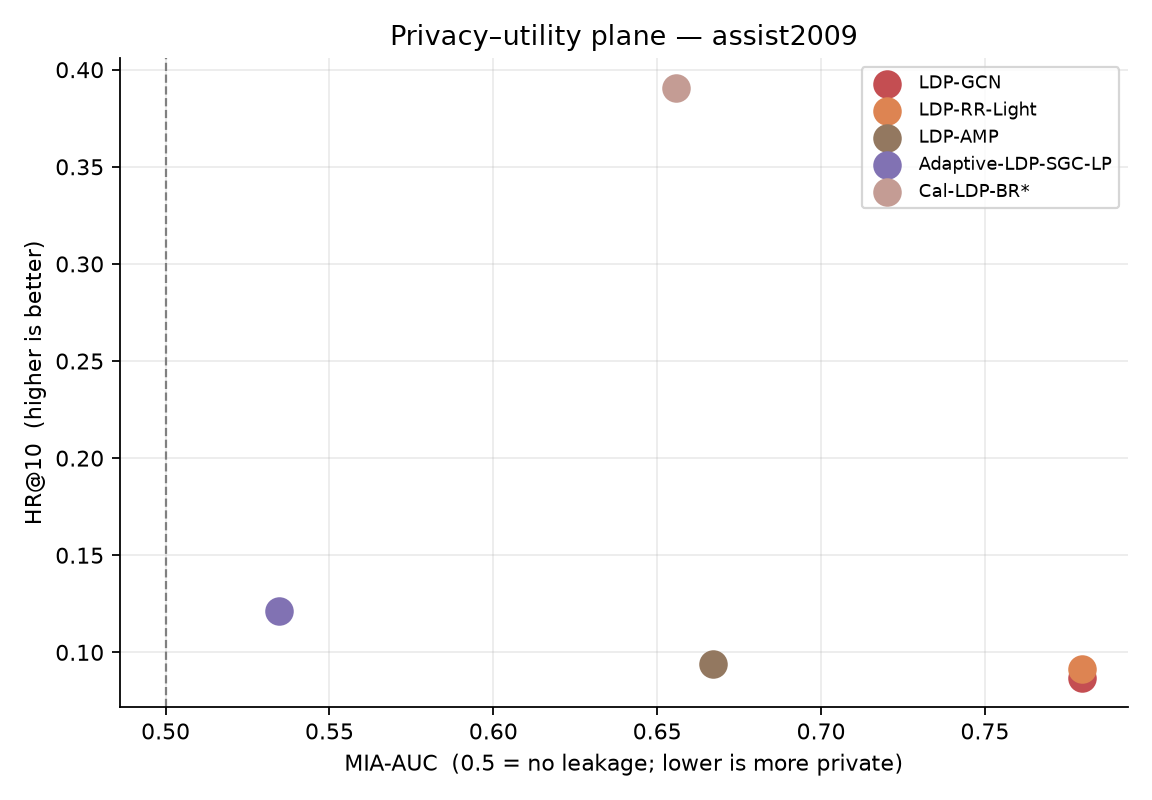 Privacy–utility plane — assist2009
LDP-GCN
LDP-RR-Light
LDP-AMP
Adaptive-LDP-SGC-LP
Cal-LDP-BR*
HR@10 (higher is better)
0.40
0.35
0.30
0.25
0.20
0.15
0.10
0.50 0.55 0.60 0.65 0.70 0.75
MIA-AUC (0.5 = no leakage; lower is more private)